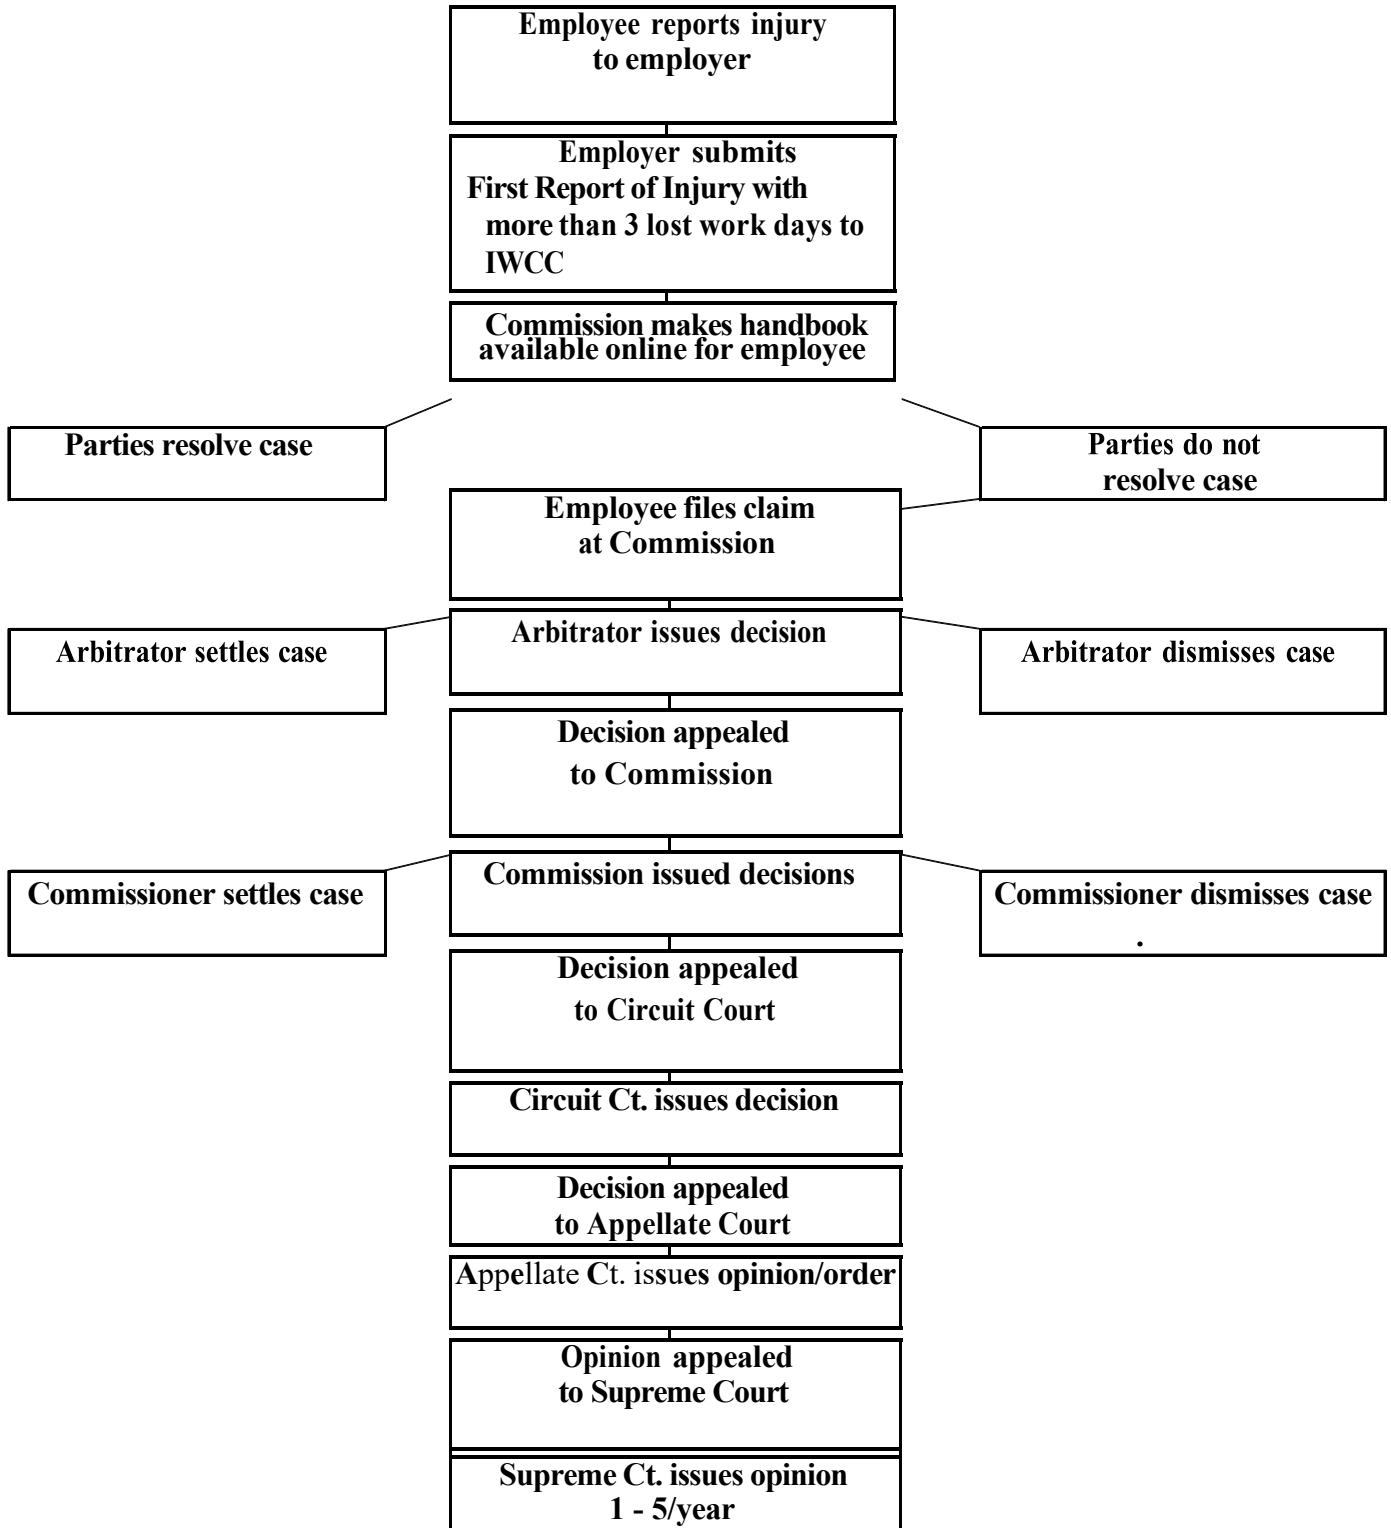 Employee reports injury
to employer
Employer submits
First Report of Injury with
more than 3 lost work days to
IWCC
Commission makes handbook
available online for employee
Parties resolve case
Parties do not
resolve case
Employee files claim
at Commission
Arbitrator settles case
Arbitrator issues decision
Arbitrator dismisses case
Decision appealed
to Commission
Commissioner settles case
Commission issued decisions
Commissioner dismisses case
.
Decision appealed
to Circuit Court
Circuit Ct. issues decision
Decision appealed
to Appellate Court
Appellate Ct. issues opinion/order
Opinion appealed
to Supreme Court
Supreme Ct. issues opinion
1 - 5/year